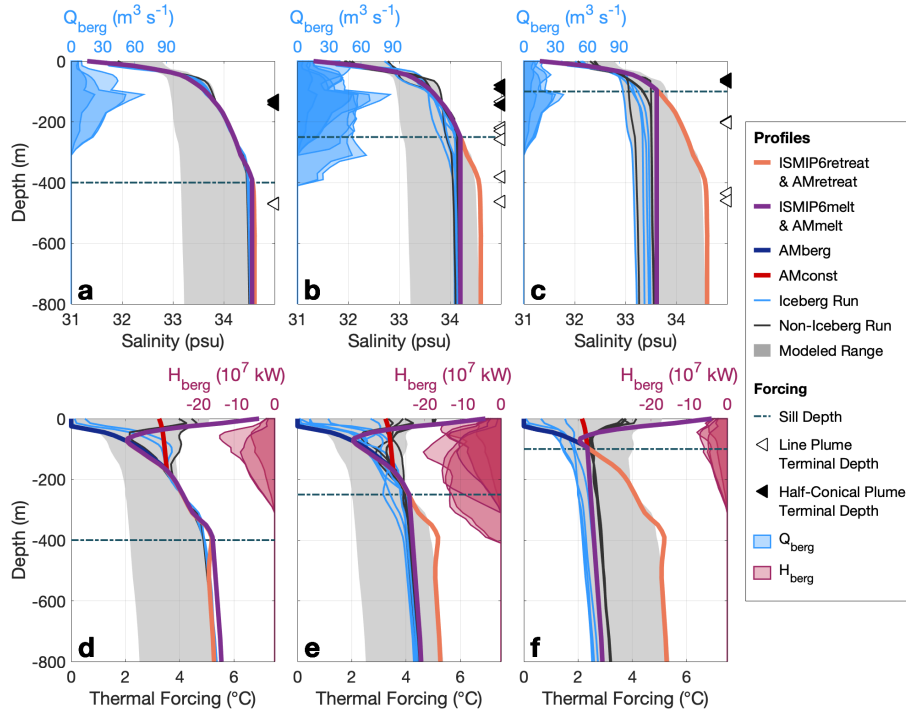 Q_berg (m³ s⁻¹)
0 30 60 90
Q_berg (m³ s⁻¹)
0 30 60 90
Q_berg (m³ s⁻¹)
0 30 60 90
Depth (m)
0
-200
-400
-600
-800
a
b
c
31 32 33 34
31 32 33 34
31 32 33 34
Salinity (psu)
Salinity (psu)
Salinity (psu)
H_berg (10⁷ kW)
-20 -10 0
H_berg (10⁷ kW)
-20 -10 0
H_berg (10⁷ kW)
-20 -10 0
Depth (m)
0
-200
-400
-600
-800
d
e
f
0 2 4 6
0 2 4 6
0 2 4 6
Thermal Forcing (°C)
Thermal Forcing (°C)
Thermal Forcing (°C)
Profiles
ISMIP6retreat
& AMretreat
ISMIP6melt
& AMmelt
AMberg
AMconst
Iceberg Run
Non-Iceberg Run
Modeled Range
Forcing
Sill Depth
Line Plume
Terminal Depth
Half-Conical Plume
Terminal Depth
Q_berg
H_berg